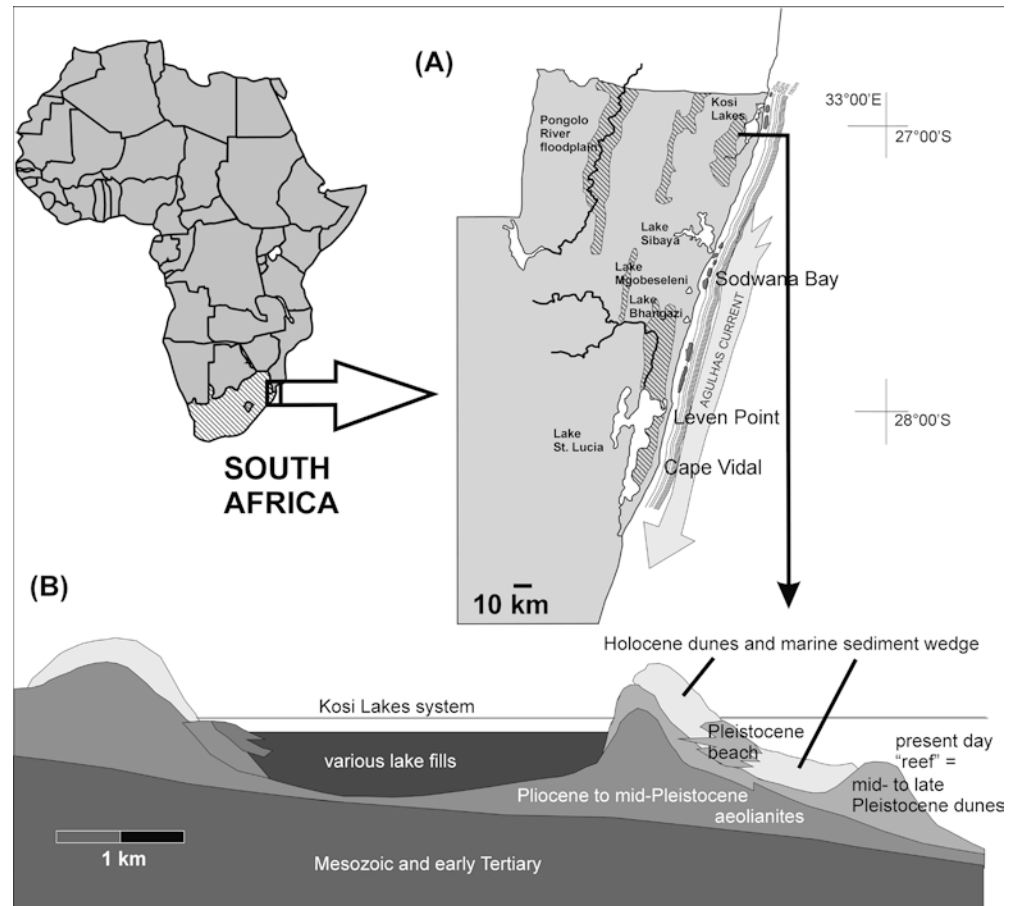 (A)
Kosi
Lakes
33°00'E
27°00'S
Pongolo
River
floodplain
Lake
Sibaya
Lake
Mgobeseleni
Sodwana Bay
Lake
Bhangazi
AGULHAS CURRENT
Leven Point
28°00'S
Lake
St. Lucia
Cape Vidal
SOUTH
AFRICA
10 km
(B)
Holocene dunes and marine sediment wedge
Kosi Lakes system
Pleistocene
beach
present day
"reef" =
mid- to late
Pleistocene dunes
various lake fills
Pliocene to mid-Pleistocene
aeolianites
1 km
Mesozoic and early Tertiary